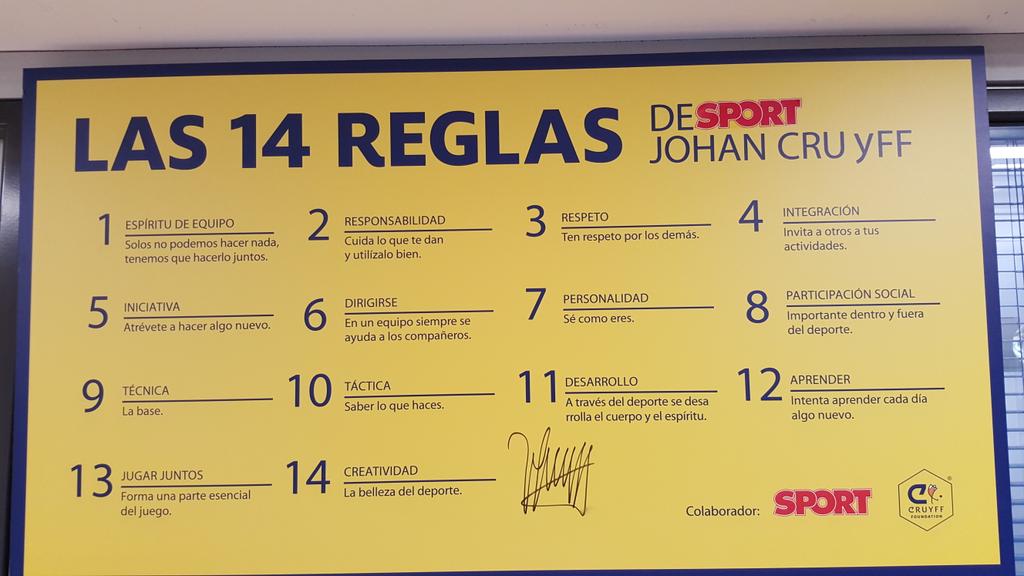 LAS 14 REGLAS
DE SPORT
JOHAN CRUyFF
1 ESPÍRITU DE EQUIPO
Solos no podemos hacer nada,
tenemos que hacerlo juntos.
2 RESPONSABILIDAD
Cuida lo que te dan
y utilízalo bien.
3 RESPETO
Ten respeto por los demás.
4 INTEGRACIÓN
Invita a otros a tus
actividades.
5 INICIATIVA
Atrévete a hacer algo nuevo.
6 DIRIGIRSE
En un equipo siempre se
ayuda a los compañeros.
7 PERSONALIDAD
Sé como eres.
8 PARTICIPACIÓN SOCIAL
Importante dentro y fuera
del deporte.
9 TÉCNICA
La base.
10 TÁCTICA
Saber lo que haces.
11 DESARROLLO
A través del deporte se desa
rrolla el cuerpo y el espíritu.
12 APRENDER
Intenta aprender cada día
algo nuevo.
13 JUGAR JUNTOS
Forma una parte esencial
del juego.
14 CREATIVIDAD
La belleza del deporte.
Colaborador: SPORT
CRUYFF
FOUNDATION